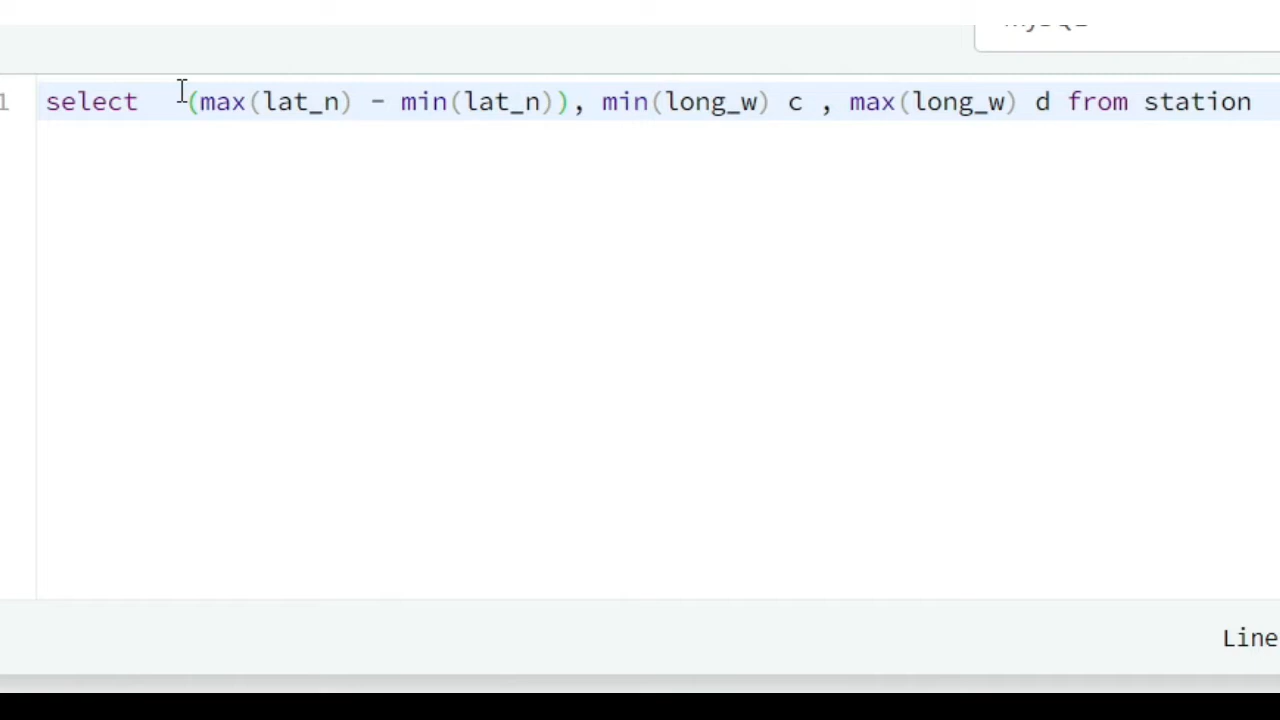 1 select  (max(lat_n) - min(lat_n)), min(long_w) c , max(long_w) d from station
Line